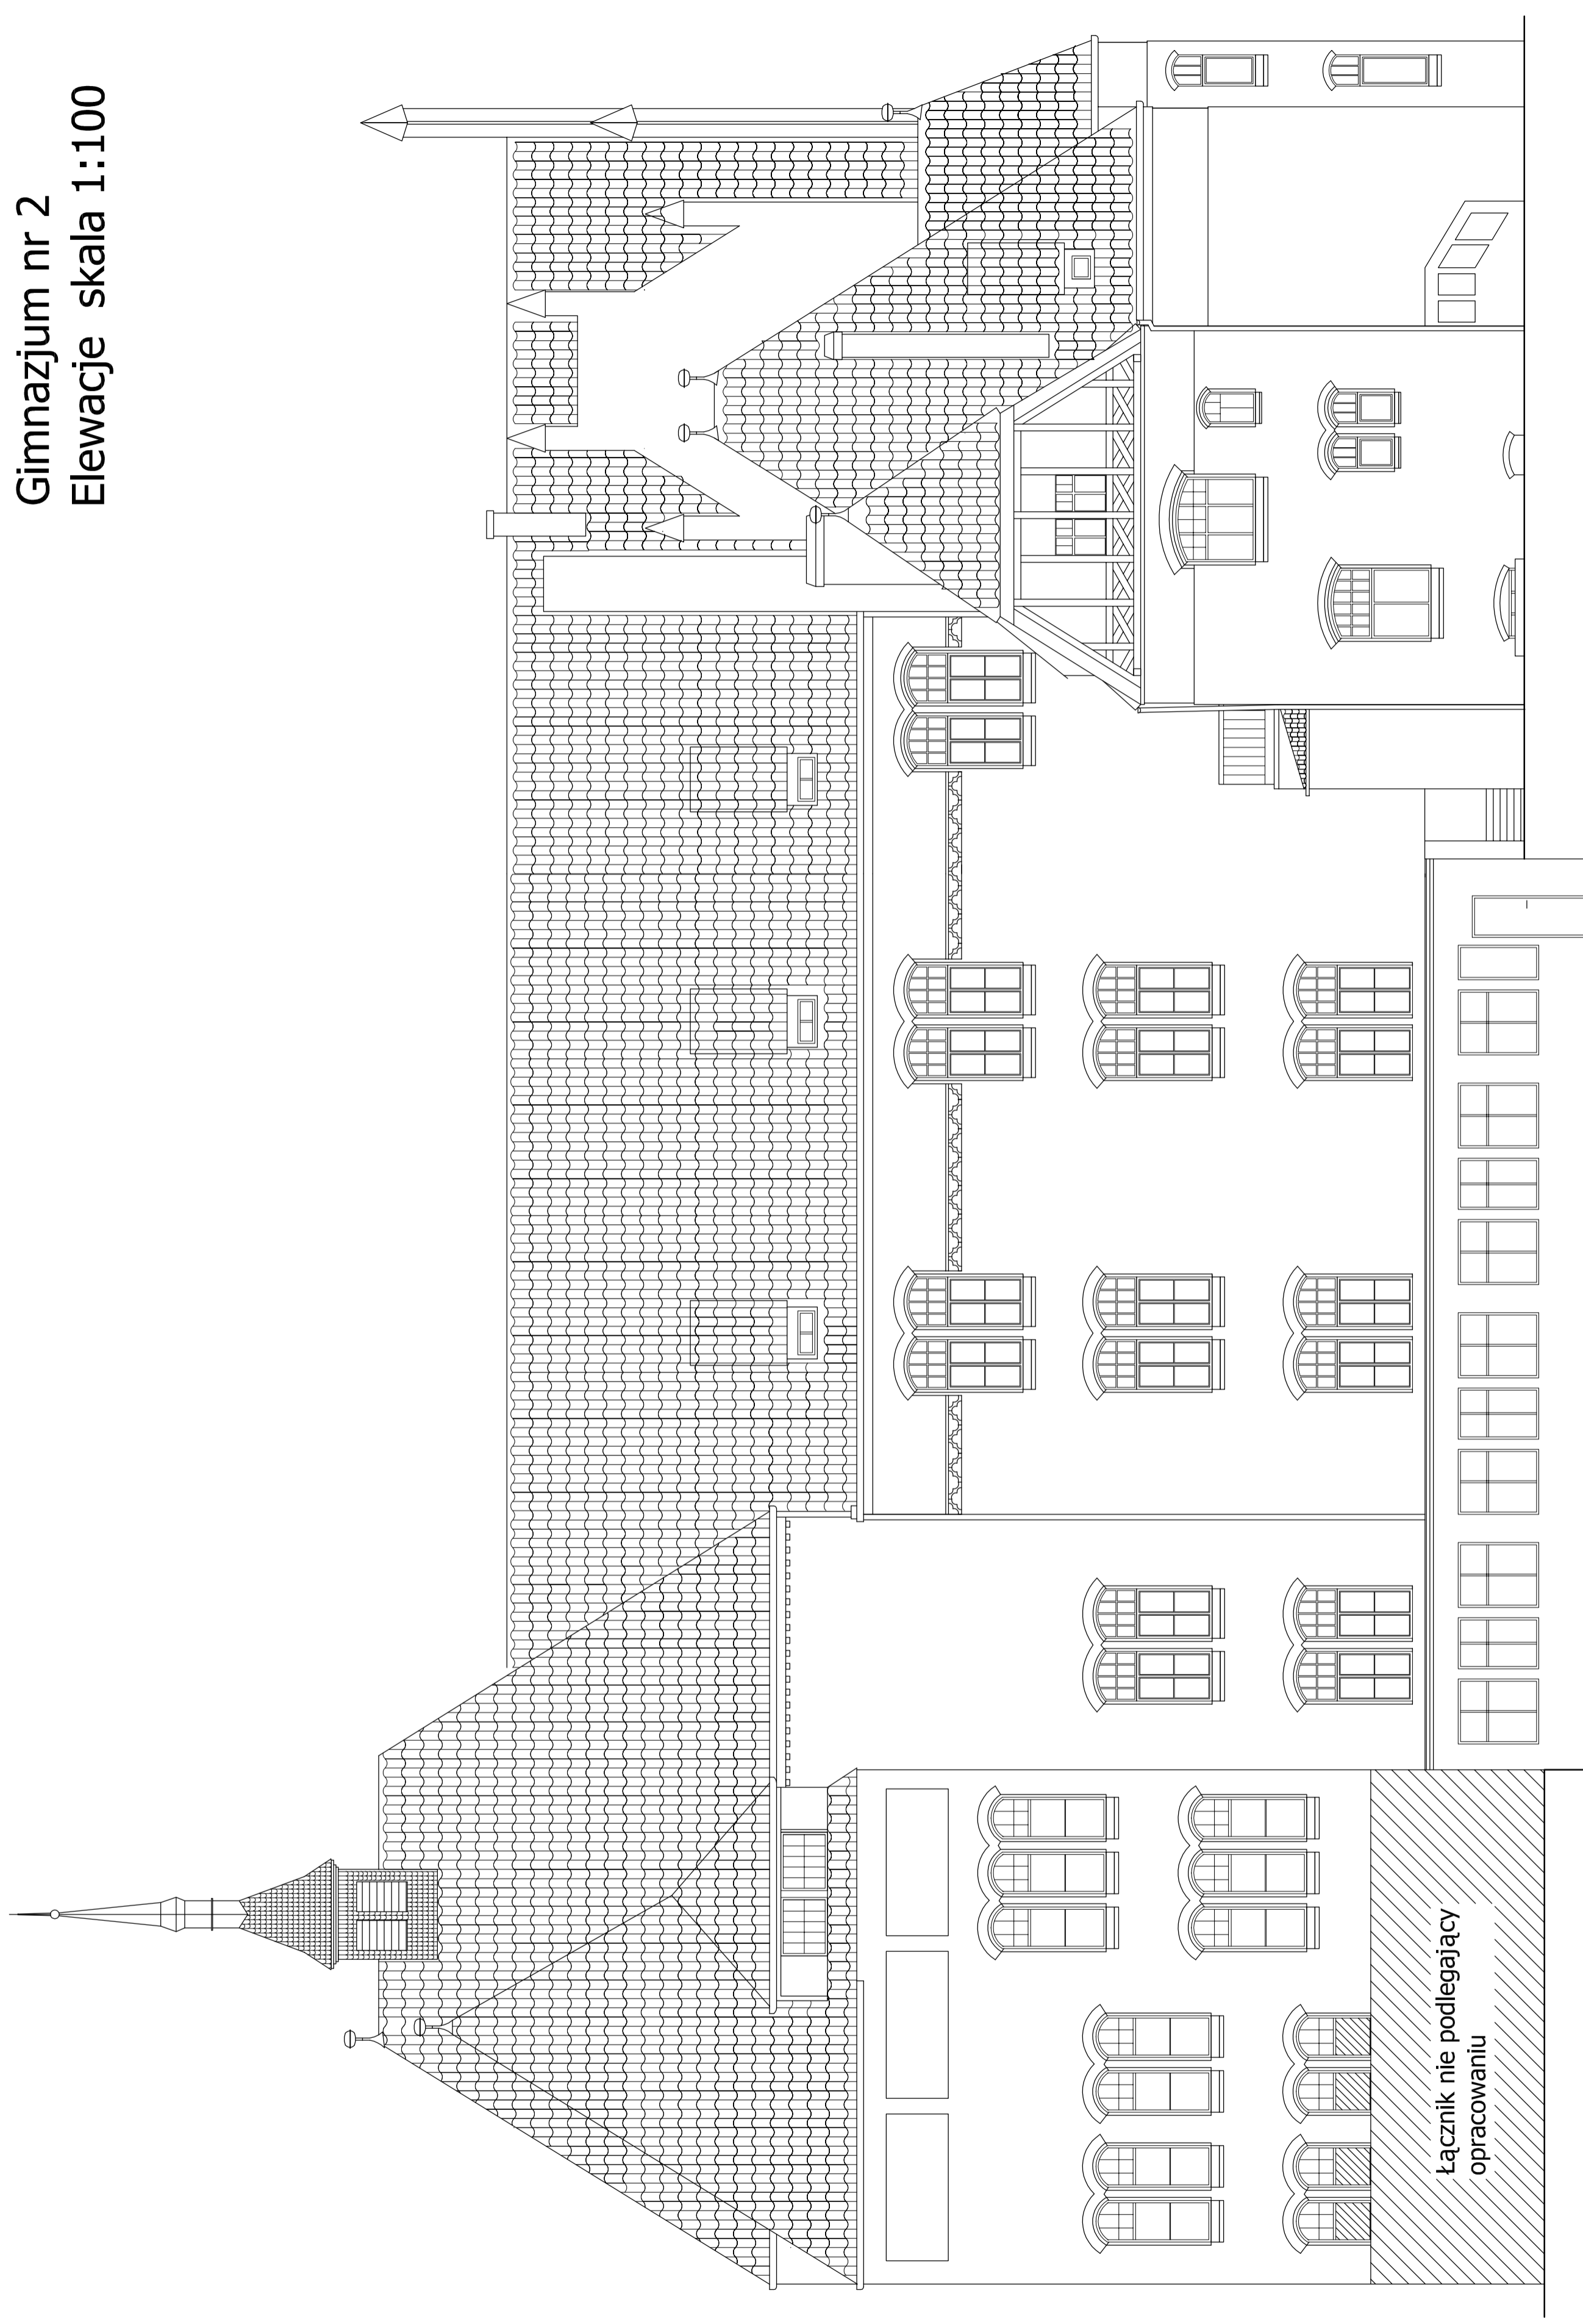 Gimnazjum nr 2
Elewacje skala 1:100
Łącznik nie podlegający
opracowaniu